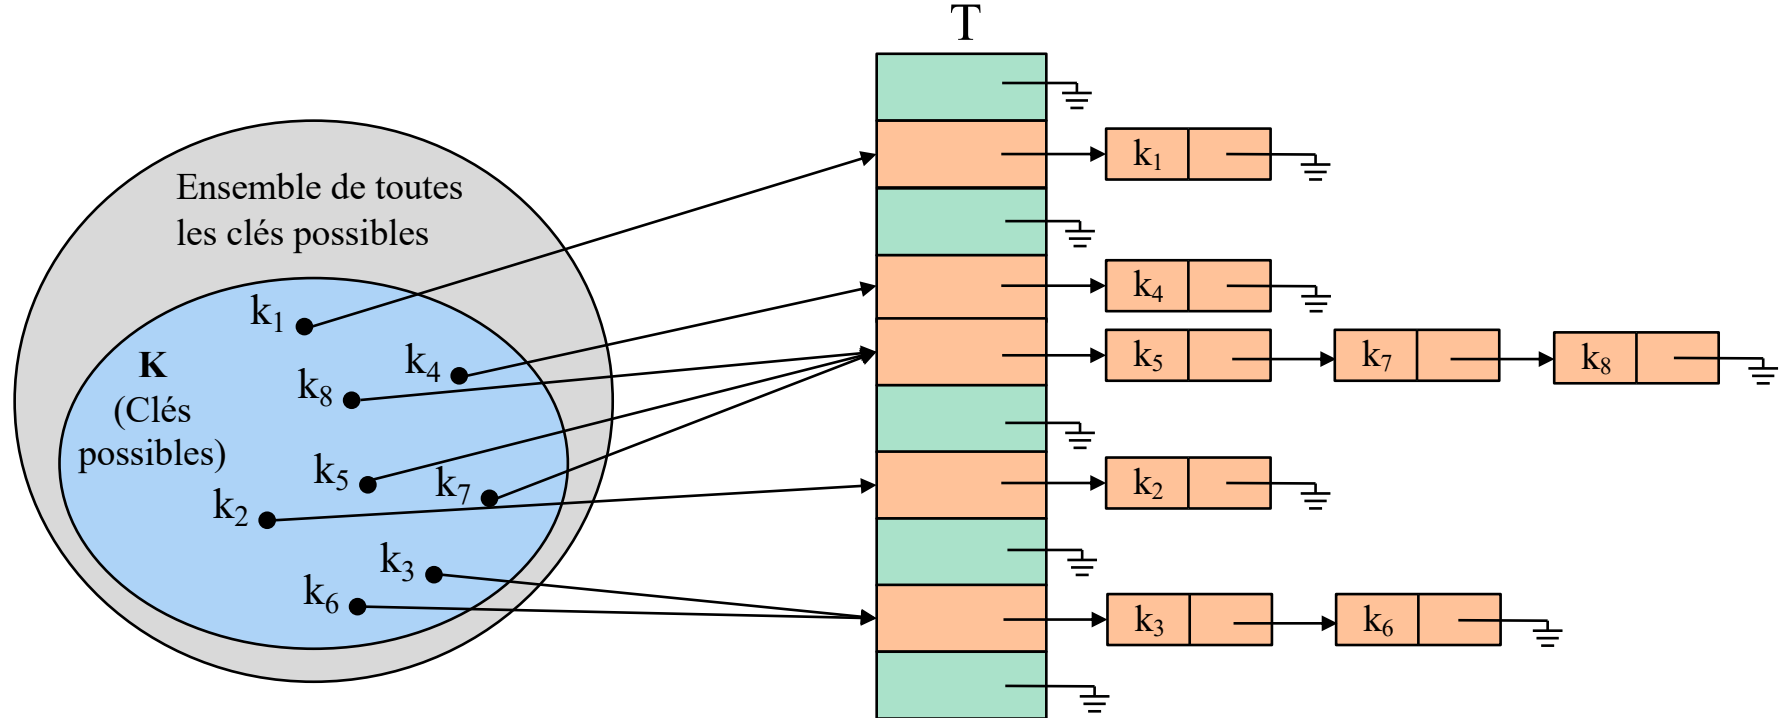 T
Ensemble de toutes
les clés possibles
K
(Clés
possibles)
k₁
k₄
k₈
k₅
k₇
k₂
k₃
k₆
k₁
k₄
k₅ k₇ k₈
k₂
k₃ k₆